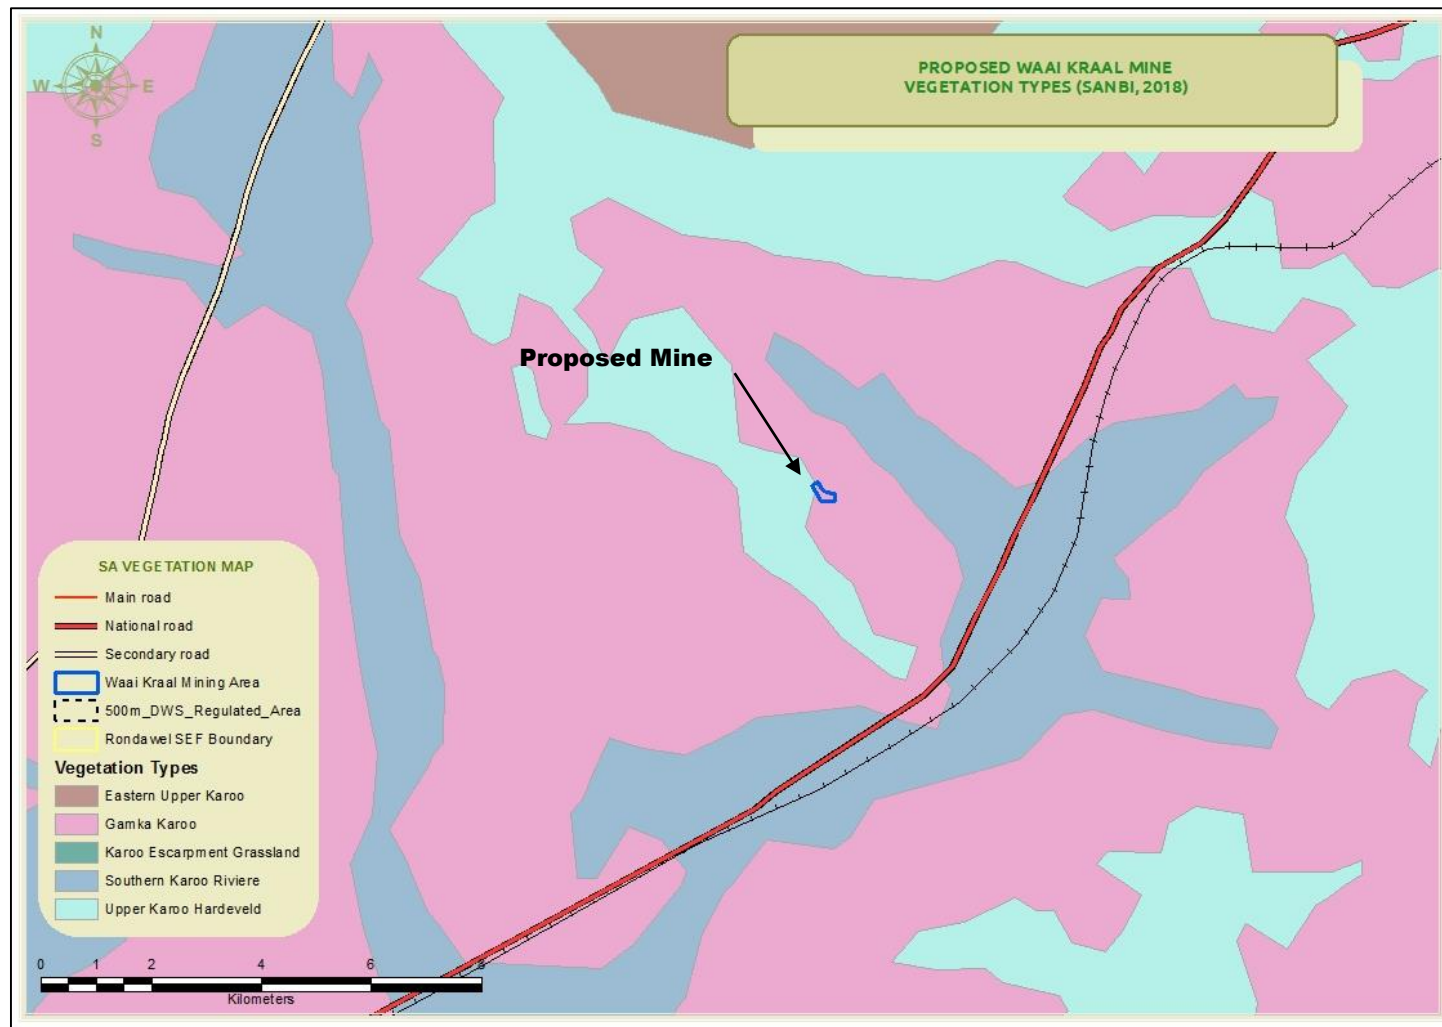 N
W
E
S
PROPOSED WAAI KRAAL MINE
VEGETATION TYPES (SANBI, 2018)
Proposed Mine
SA VEGETATION MAP
Main road
National road
Secondary road
Waai Kraal Mining Area
500m_DWS_Regulated_Area
Rondawel SEF Boundary
Vegetation Types
Eastern Upper Karoo
Gamka Karoo
Karoo Escarpment Grassland
Southern Karoo Riviere
Upper Karoo Hardeveld
0 1 2 4 6 8
Kilometers